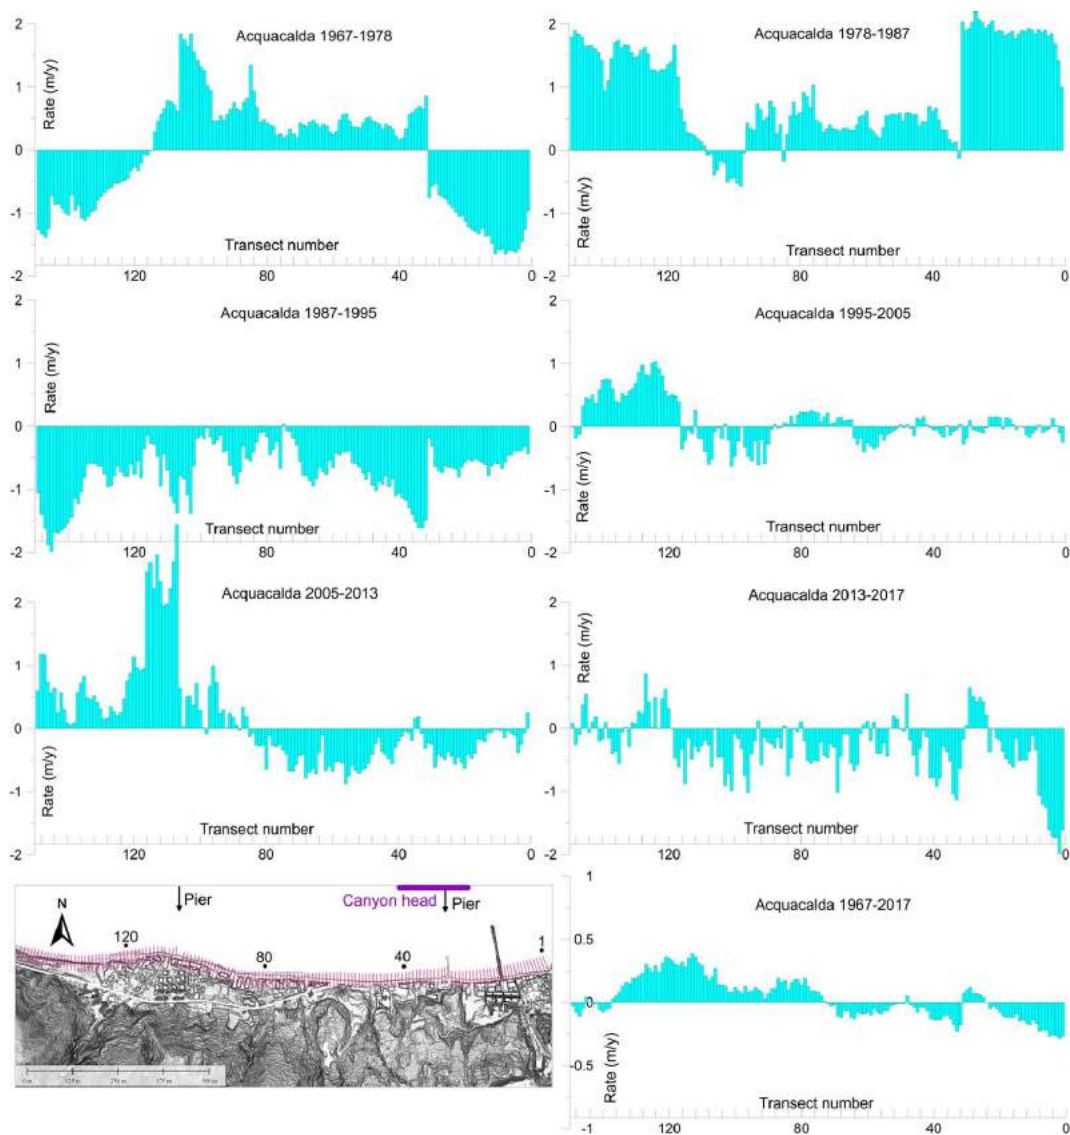 Acquacalda 1967-1978
Rate (m/y)
2
1
0
-1
-2
Transect number
120
80
40
0
Acquacalda 1978-1987
Rate (m/y)
2
1
0
-1
-2
Transect number
120
80
40
0
Acquacalda 1987-1995
Rate (m/y)
2
1
0
-1
-2
Transect number
120
80
40
0
Acquacalda 1995-2005
Rate (m/y)
2
1
0
-1
-2
Transect number
120
80
40
0
Acquacalda 2005-2013
Rate (m/y)
2
1
0
-1
-2
Transect number
120
80
40
0
Acquacalda 2013-2017
Rate (m/y)
2
1
0
-1
-2
Transect number
120
80
40
0
Pier
Canyon head
Pier
N
120
80
40
1
Acquacalda 1967-2017
Rate (m/y)
1
0.5
0
-0.5
-1
Transect number
120
80
40
0